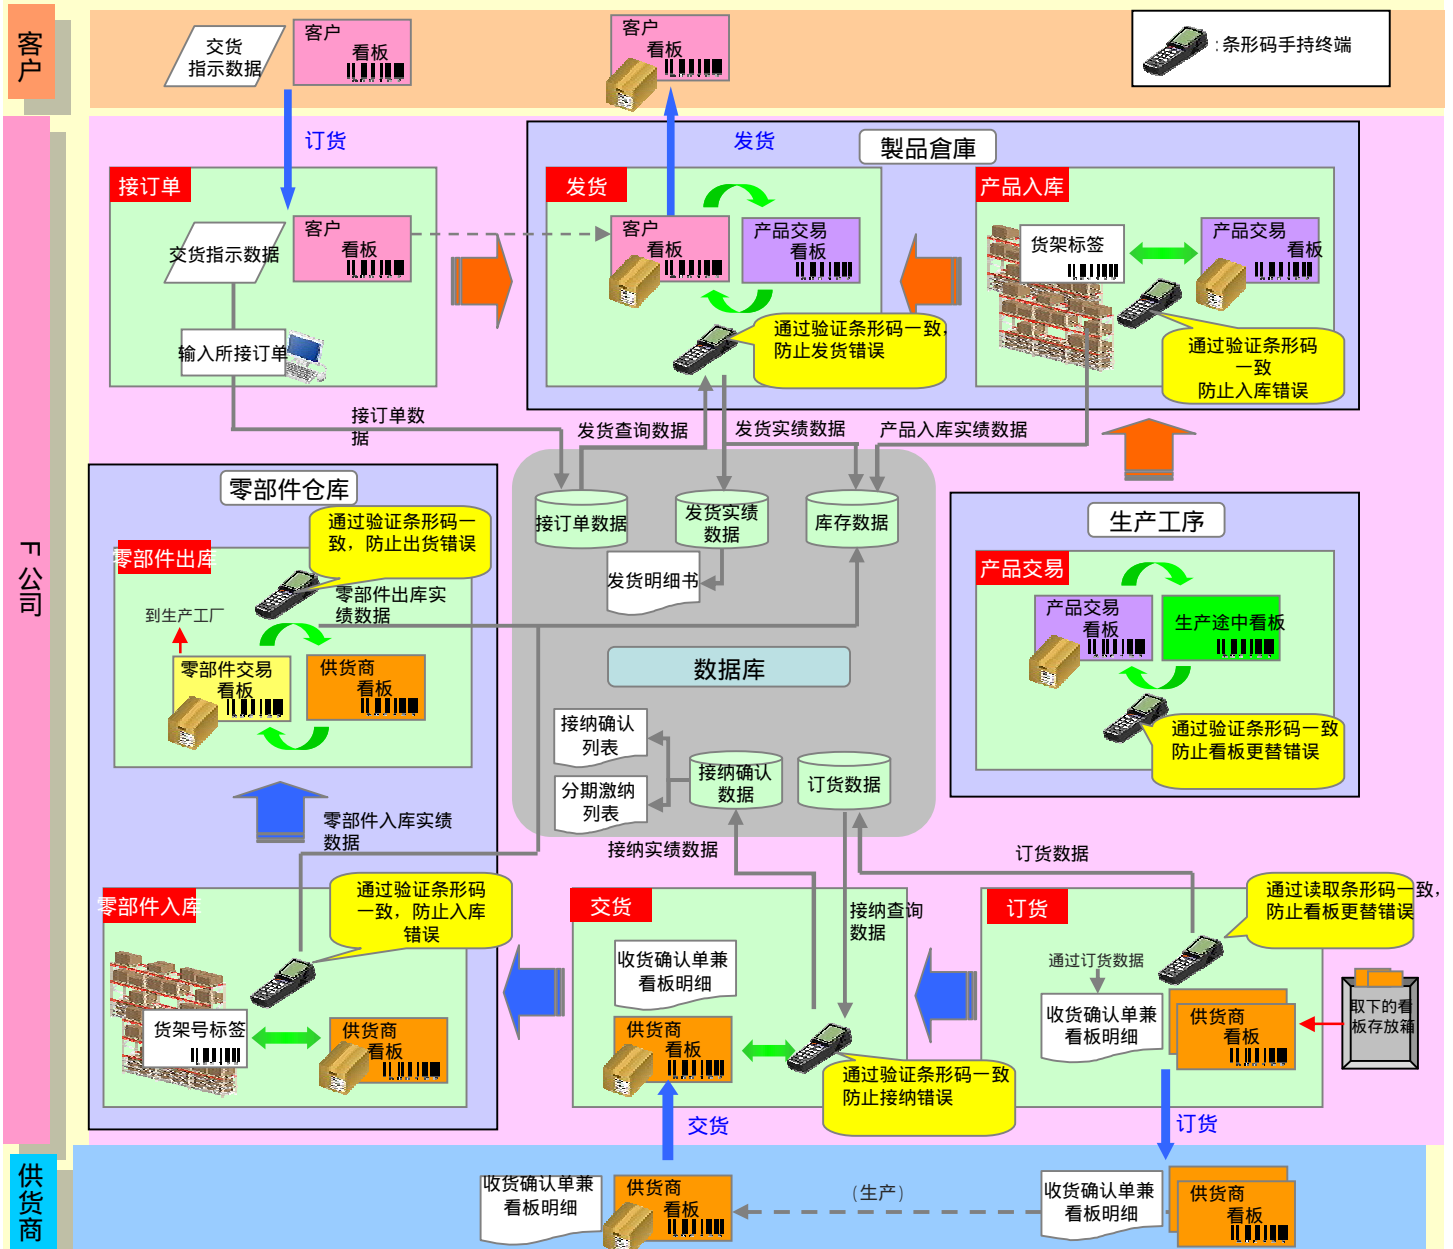 客户
交货
指示数据
客户
看板
客户
看板
:条形码手持终端
订货
发货
製品倉庫
F公司
接订单
交货指示数据
客户
看板
输入所接订单
发货
客户
看板
产品交易
看板
通过验证条形码一致，
防止发货错误
产品入库
货架标签
产品交易
看板
通过验证条形码
一致
防止入库错误
接订单数
据
发货查询数据
发货实绩数据
产品入库实绩数据
零部件仓库
通过验证条形码一
致，防止出货错误
零部件出库
零部件出库实
绩数据
到生产工厂
零部件交易
看板
供货商
看板
接订单数据
发货实绩
数据
库存数据
发货明细书
数据库
接纳确认
列表
分期激纳
列表
接纳确认
数据
订货数据
生产工序
产品交易
产品交易
看板
生产途中看板
通过验证条形码一致
防止看板更替错误
零部件入库实绩
数据
接纳实绩数据
订货数据
零部件入库
通过验证条形码
一致，防止入库
错误
货架号标签
供货商
看板
交货
接纳查询
数据
收货确认单兼
看板明细
供货商
看板
通过验证条形码一致
防止接纳错误
订货
通过读取条形码一致，
防止看板更替错误
通过订货数据
收货确认单兼
看板明细
供货商
看板
取下的看
板存放箱
交货
订货
供货商
收货确认单兼
看板明细
供货商
看板
(生产)
收货确认单兼
看板明细
供货商
看板